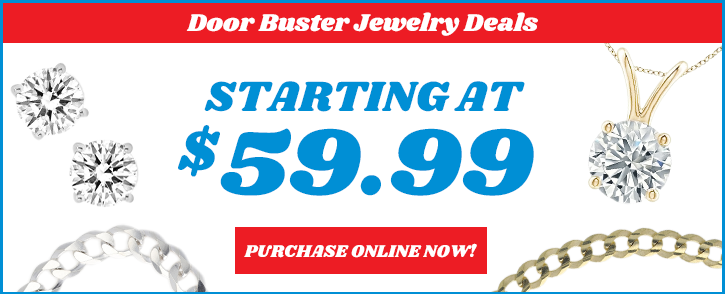 Door Buster Jewelry Deals
STARTING AT
$59.99
PURCHASE ONLINE NOW!